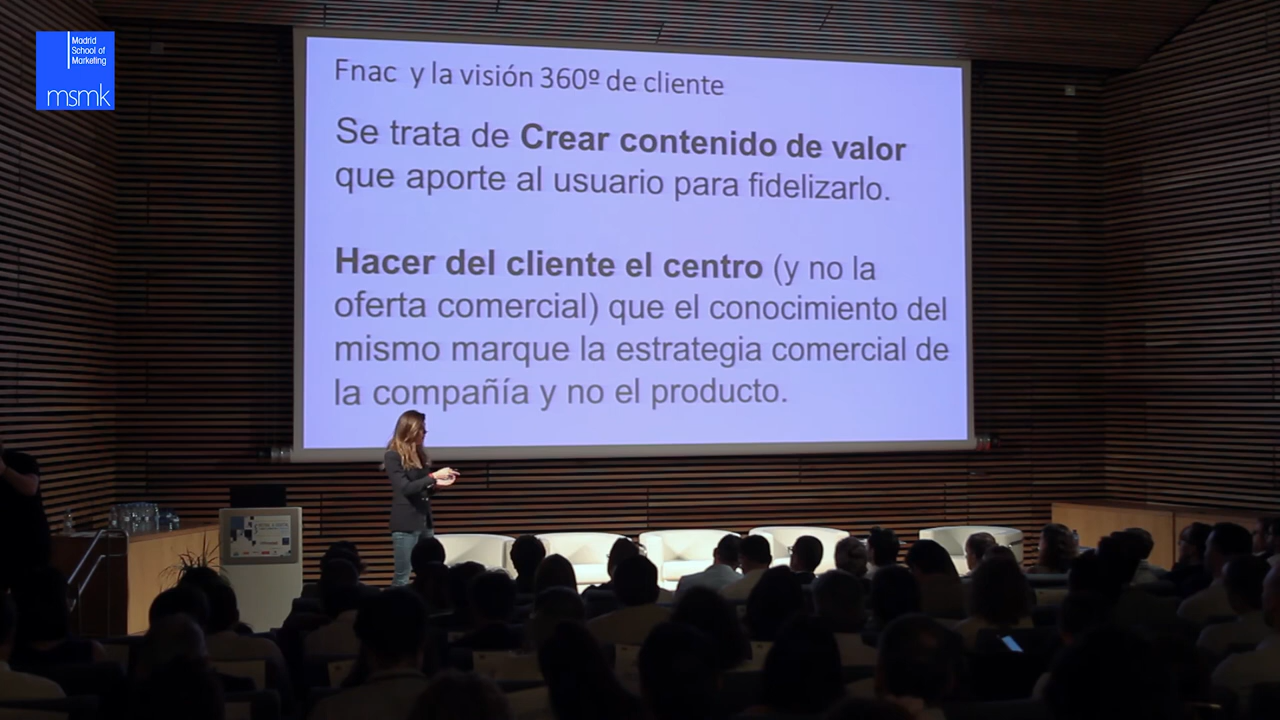 Madrid
School of
Marketing
msmk
Fnac y la visión 360º de cliente
Se trata de Crear contenido de valor
que aporte al usuario para fidelizarlo.
Hacer del cliente el centro (y no la
oferta comercial) que el conocimiento del
mismo marque la estrategia comercial de
la compañía y no el producto.